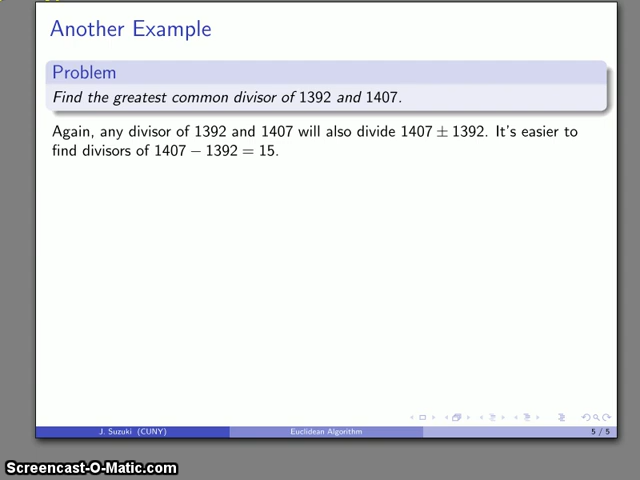 Another Example
Problem
Find the greatest common divisor of 1392 and 1407.
Again, any divisor of 1392 and 1407 will also divide 1407 ± 1392. It's easier to
find divisors of 1407 − 1392 = 15.
J. Suzuki (CUNY) Euclidean Algorithm 5 / 5
Screencast-O-Matic.com